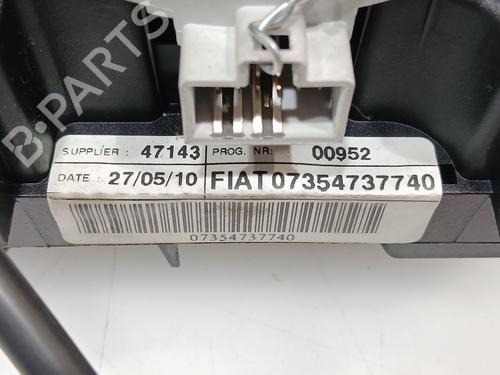 B-PARTS
SUPPLIER : 47143 PROG. NR: 00952
DATE : 27/05/10 FIAT 07354737740
07354737740